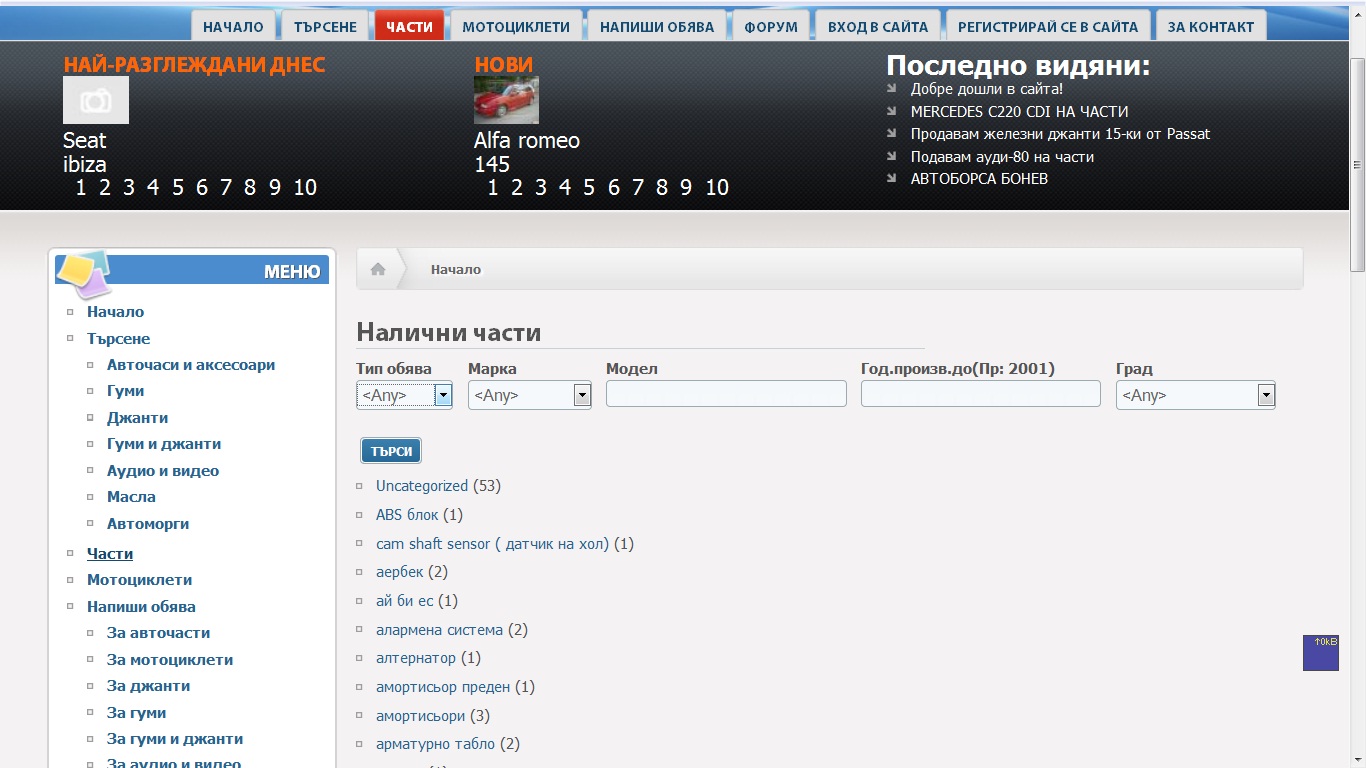 НАЧАЛО ТЪРСЕНЕ ЧАСТИ МОТОЦИКЛЕТИ НАПИШИ ОБЯВА ФОРУМ ВХОД В САЙТА РЕГИСТРИРАЙ СЕ В САЙТА ЗА КОНТАКТ
НАЙ-РАЗГЛЕЖДАНИ ДНЕС
Seat
ibiza
1 2 3 4 5 6 7 8 9 10
НОВИ
Alfa romeo
145
1 2 3 4 5 6 7 8 9 10
Последно видяни:
Добре дошли в сайта!
MERCEDES C220 CDI НА ЧАСТИ
Продавам железни джанти 15-ки от Passat
Подавам ауди-80 на части
АВТОБОРСА БОНЕВ
МЕНЮ
Начало
Търсене
Авточаси и аксесоари
Гуми
Джанти
Гуми и джанти
Аудио и видео
Масла
Автоморги
Части
Мотоциклети
Напиши обява
За авточасти
За мотоциклети
За джанти
За гуми
За гуми и джанти
За аудио и видео
Начало
Налични части
Тип обява Марка Модел Год.произв.до(Пр: 2001) Град
<Any> <Any> <Any>
ТЪРСИ
Uncategorized (53)
ABS блок (1)
cam shaft sensor ( датчик на хол) (1)
аербек (2)
ай би ес (1)
алармена система (2)
алтернатор (1)
амортисьор преден (1)
амортисьори (3)
арматурно табло (2)
↑0kB